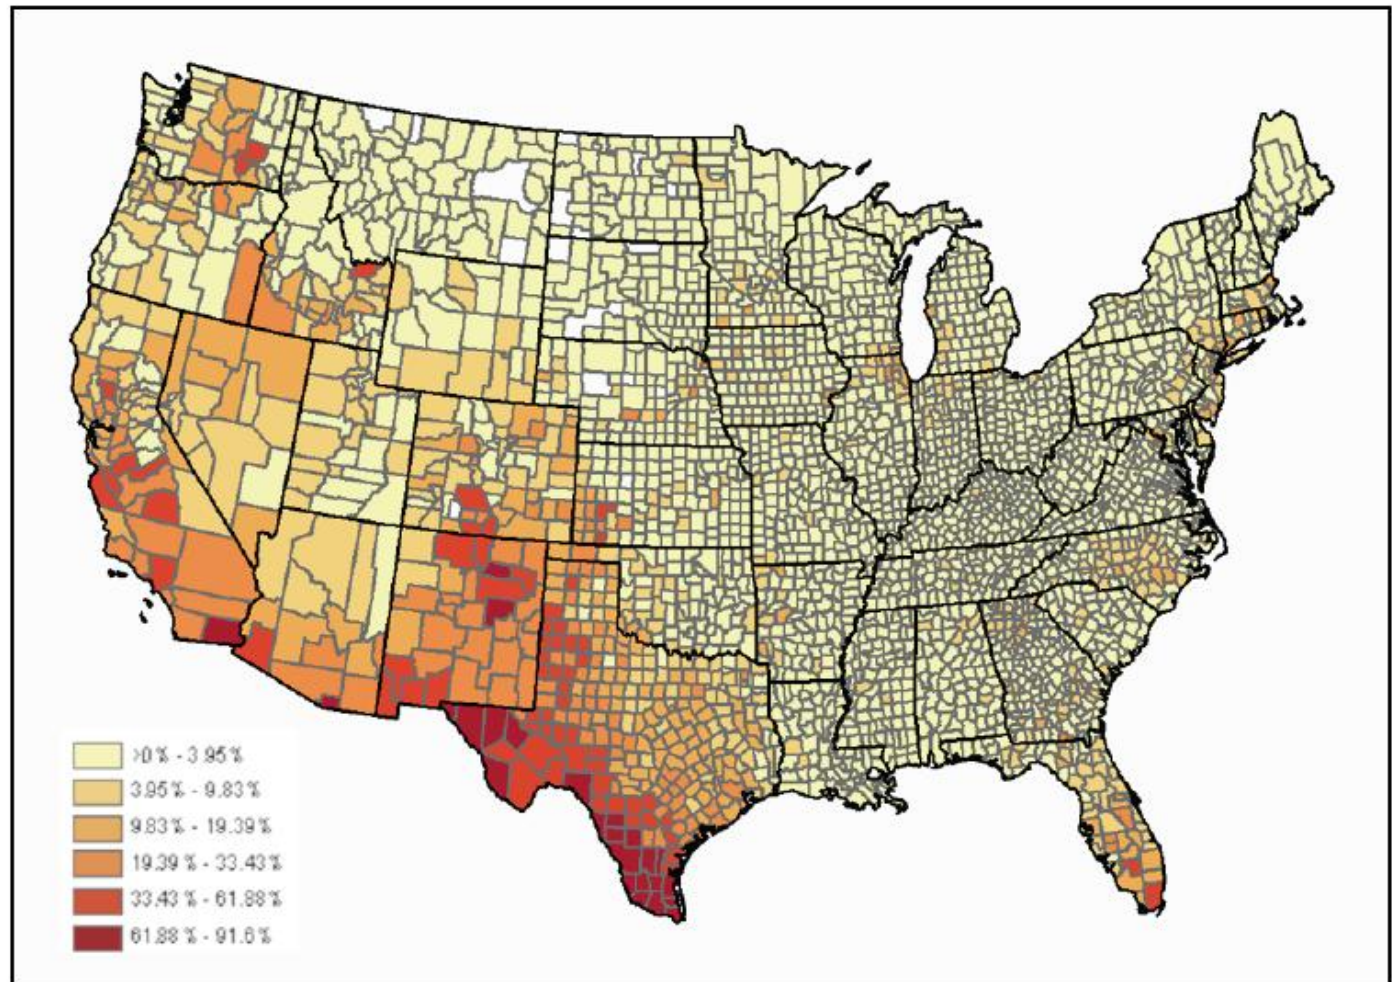 >0% - 3.95%
3.95% - 9.83%
9.83% - 19.39%
19.39% - 33.43%
33.43% - 61.88%
61.88% - 91.6%